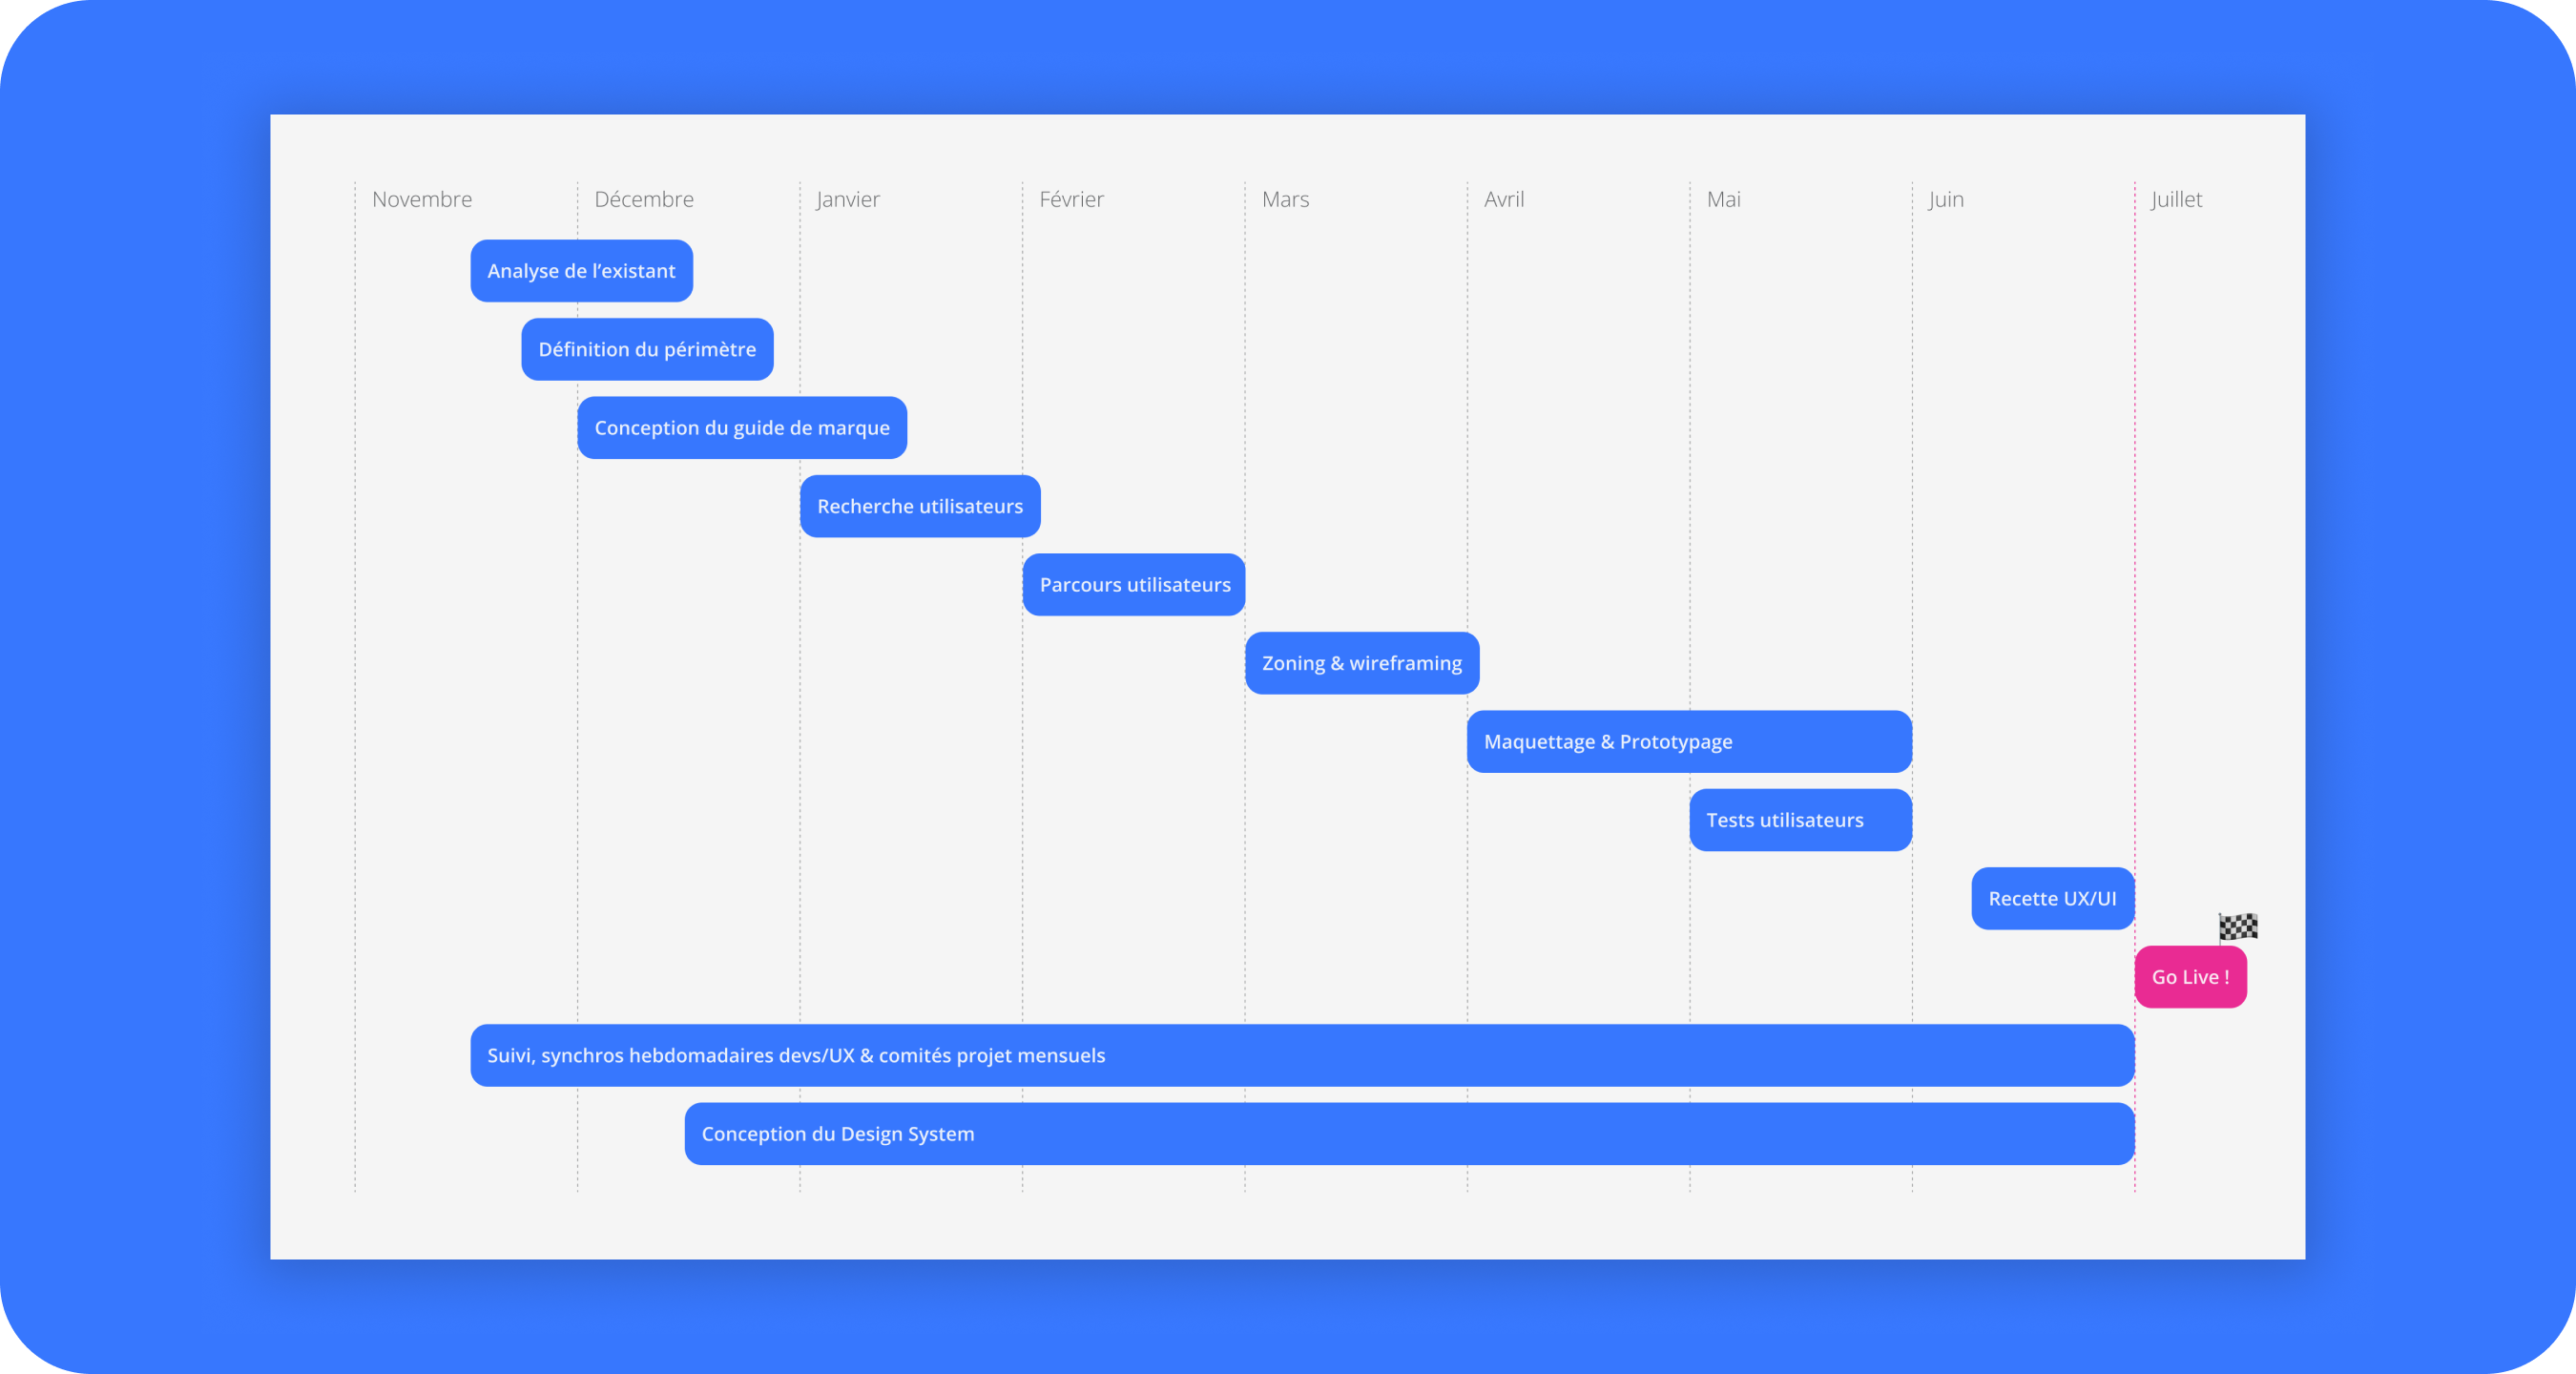 Novembre
Décembre
Janvier
Février
Mars
Avril
Mai
Juin
Juillet
Analyse de l’existant
Définition du périmètre
Conception du guide de marque
Recherche utilisateurs
Parcours utilisateurs
Zoning & wireframing
Maquettage & Prototypage
Tests utilisateurs
Recette UX/UI
Go Live !
Suivi, synchros hebdomadaires devs/UX & comités projet mensuels
Conception du Design System